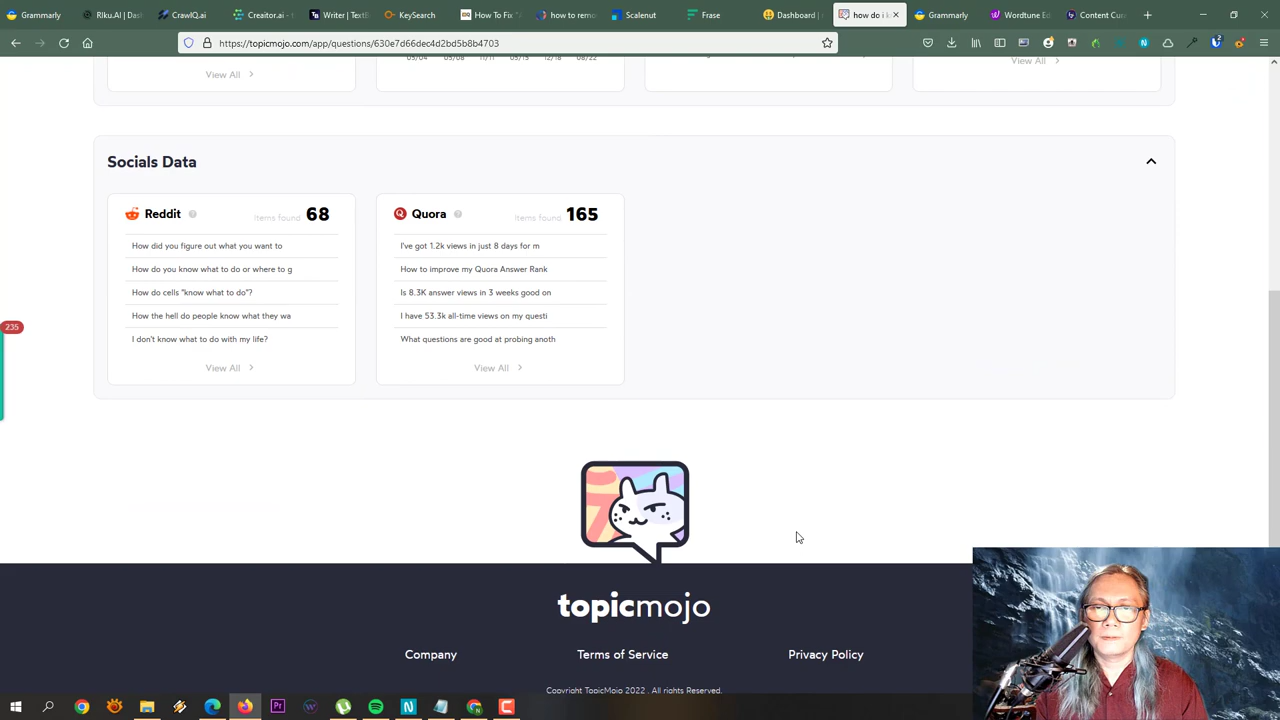 Grammarly
Riku.AI | Dash
Crawlq.ai
Creaitor.ai - t
Writer | TextB
KeySearch
How To Fix "A
how to remo
Scalenut
Frase
Dashboard |
how do i k
Grammarly
Wordtune Ed
Content Cur
https://topicmojo.com/app/questions/630e7d66dec4d2bd5b8b4703
View All
View All
Socials Data
Reddit
Items found 68
How did you figure out what you want to
How do you know what to do or where to g
How do cells "know what to do"?
How the hell do people know what they wa
I don't know what to do with my life?
View All
Quora
Items found 165
I've got 1.2k views in just 8 days for m
How to improve my Quora Answer Rank
Is 8.3K answer views in 3 weeks good on
I have 53.3k all-time views on my questi
What questions are good at probing anoth
View All
235
topicmojo
Company
Terms of Service
Privacy Policy
Copyright TopicMojo 2022 . All rights Reserved.